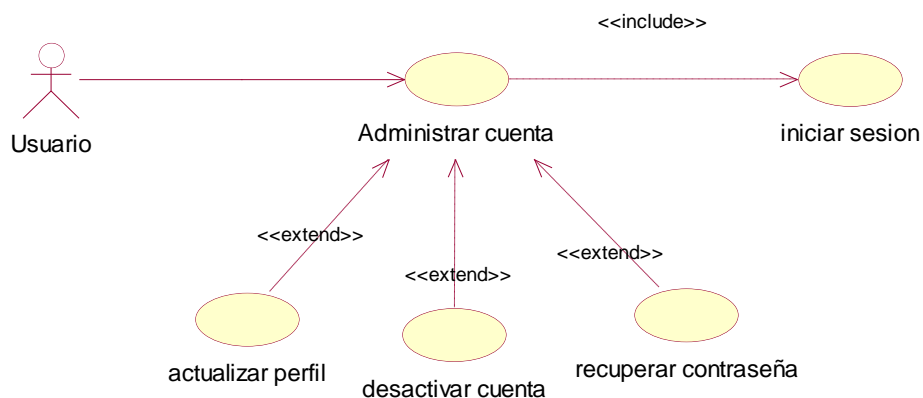 <<include>>
Usuario
Administrar cuenta
iniciar sesion
<<extend>>
<<extend>>
<<extend>>
actualizar perfil
desactivar cuenta
recuperar contraseña